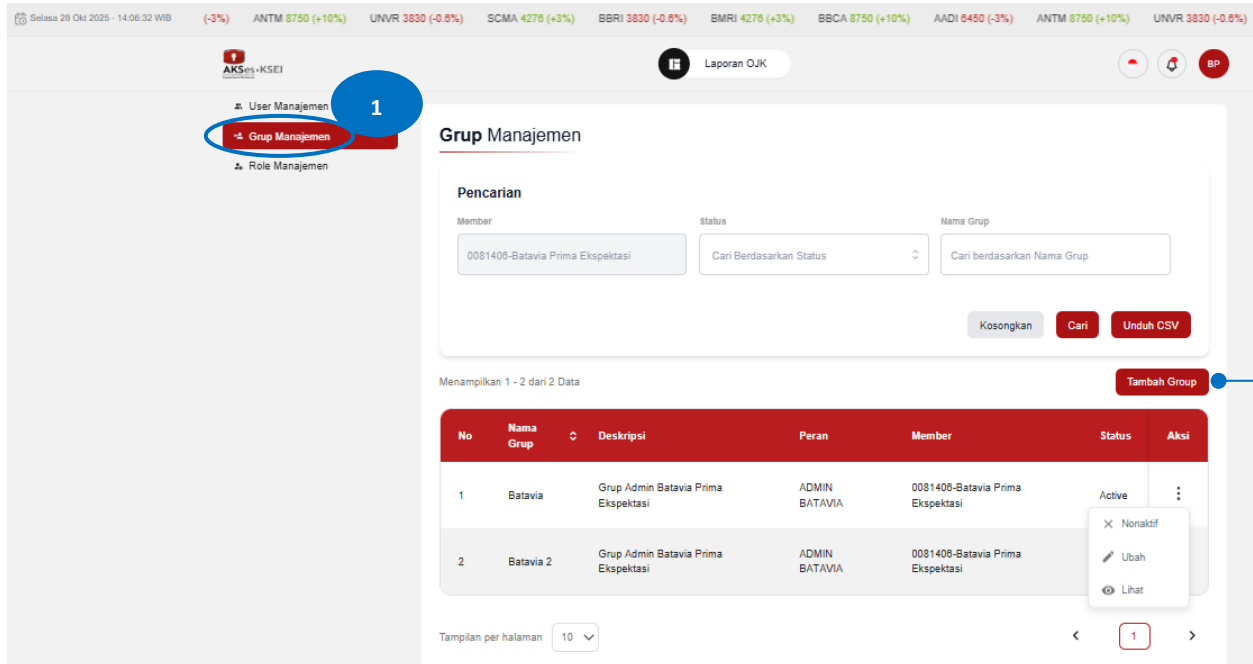 Selasa 28 Okt 2025 - 14:06:32 WIB (-3%) ANTM 8750 (+10%) UNVR 3830 (-0.6%) SCMA 4276 (+3%) BBRI 3830 (-0.6%) BMRI 4276 (+3%) BBCA 8750 (+10%) AADI 6450 (-3%) ANTM 8750 (+10%) UNVR 3830 (-0.6%)
AKSes-KSEI
Laporan OJK
BP
User Manajemen
1
Grup Manajemen
Role Manajemen
Grup Manajemen
Pencarian
Member Status Nama Grup
0081406-Batavia Prima Ekspektasi Cari Berdasarkan Status Cari berdasarkan Nama Grup
Kosongkan Cari Unduh CSV
Menampilkan 1 - 2 dari 2 Data
Tambah Group
No Nama Grup Deskripsi Peran Member Status Aksi
1 Batavia Grup Admin Batavia Prima Ekspektasi ADMIN BATAVIA 0081406-Batavia Prima Ekspektasi Active
Nonaktif
2 Batavia 2 Grup Admin Batavia Prima Ekspektasi ADMIN BATAVIA 0081406-Batavia Prima Ekspektasi
Ubah
Lihat
Tampilan per halaman 10
1